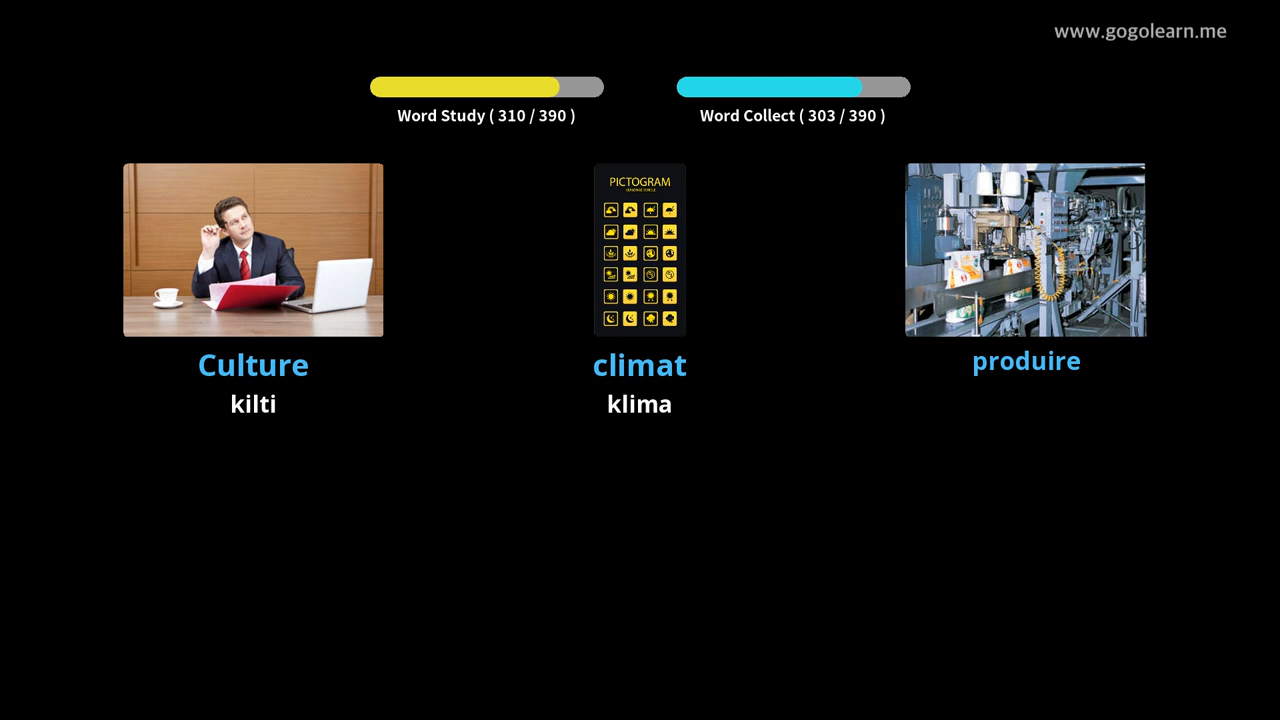 www.gogolearn.me
Word Study ( 310 / 390 )
Word Collect ( 303 / 390 )
PICTOGRAM
Culture
climat
produire
kilti
klima